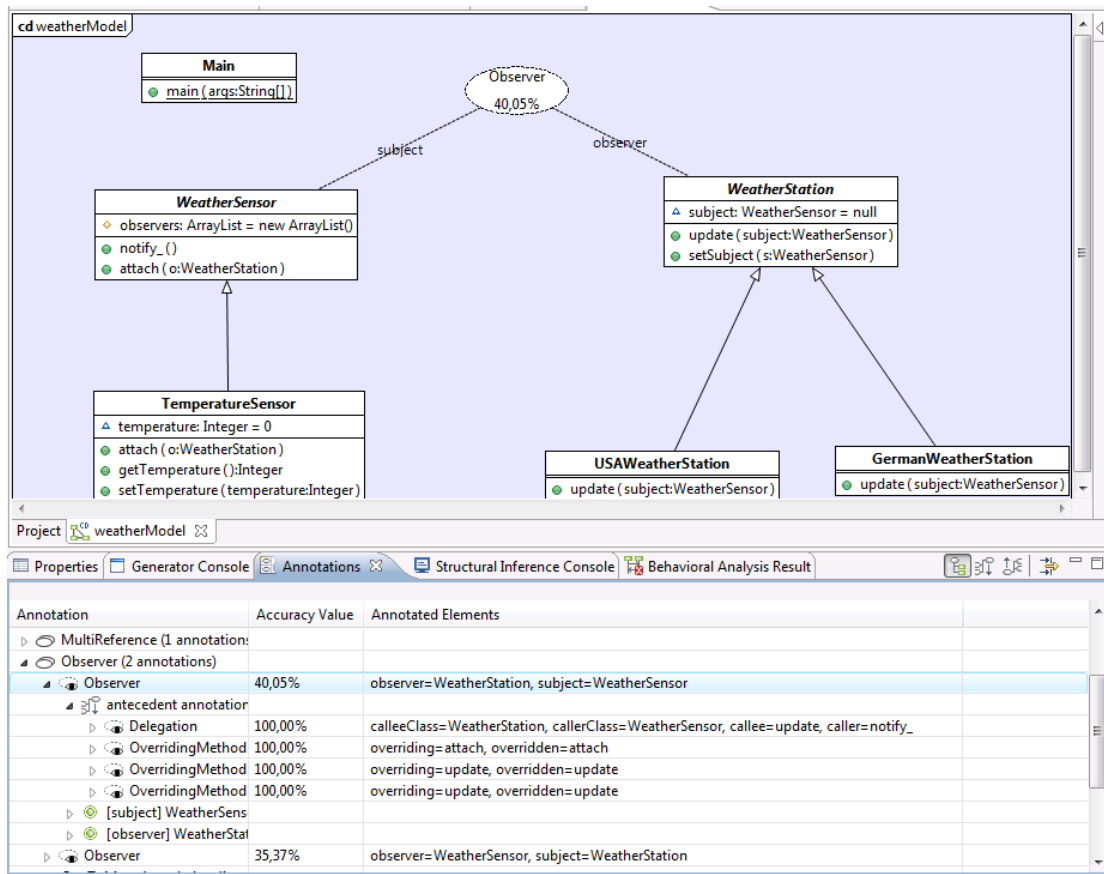 cd weatherModel
Main
main (args:String[])
Observer
40,05%
subject
observer
WeatherSensor
observers: ArrayList = new ArrayList()
notify_ ()
attach (o:WeatherStation)
WeatherStation
subject: WeatherSensor = null
update (subject:WeatherSensor)
setSubject (s:WeatherSensor)
TemperatureSensor
temperature: Integer = 0
attach (o:WeatherStation)
getTemperature ():Integer
setTemperature (temperature:Integer)
USAWeatherStation
update (subject:WeatherSensor)
GermanWeatherStation
update (subject:WeatherSensor)
Project weatherModel
Properties Generator Console Annotations Structural Inference Console Behavioral Analysis Result
Annotation Accuracy Value Annotated Elements
MultiReference (1 annotations
Observer (2 annotations)
Observer 40,05% observer=WeatherStation, subject=WeatherSensor
antecedent annotation
Delegation 100,00% calleeClass=WeatherStation, callerClass=WeatherSensor, callee=update, caller=notify_
OverridingMethod 100,00% overriding=attach, overridden=attach
OverridingMethod 100,00% overriding=update, overridden=update
OverridingMethod 100,00% overriding=update, overridden=update
[subject] WeatherSens
[observer] WeatherStat
Observer 35,37% observer=WeatherSensor, subject=WeatherStation